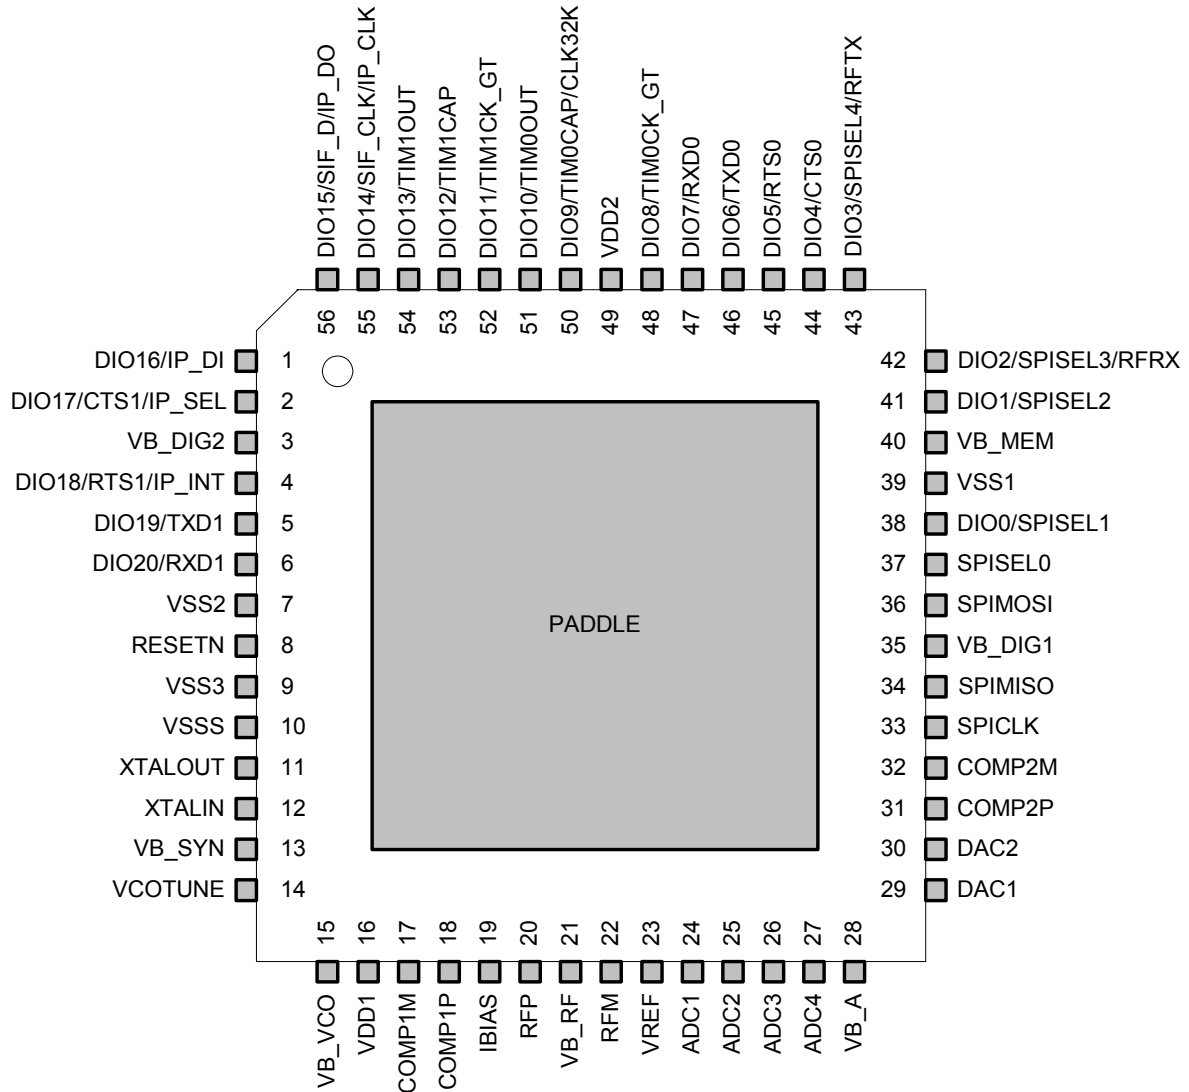 DIO15/SIF_D/IP_DO
DIO14/SIF_CLK/IP_CLK
DIO13/TIM1OUT
DIO12/TIM1CAP
DIO11/TIM1CK_GT
DIO10/TIM0OUT
DIO9/TIM0CAP/CLK32K
VDD2
DIO8/TIM0CK_GT
DIO7/RXD0
DIO6/TXD0
DIO5/RTS0
DIO4/CTS0
DIO3/SPISEL4/RFTX
56
55
54
53
52
51
50
49
48
47
46
45
44
43
DIO16/IP_DI 1
DIO17/CTS1/IP_SEL 2
VB_DIG2 3
DIO18/RTS1/IP_INT 4
DIO19/TXD1 5
DIO20/RXD1 6
VSS2 7
RESETN 8
VSS3 9
VSSS 10
XTALOUT 11
XTALIN 12
VB_SYN 13
VCOTUNE 14
PADDLE
42 DIO2/SPISEL3/RFRX
41 DIO1/SPISEL2
40 VB_MEM
39 VSS1
38 DIO0/SPISEL1
37 SPISEL0
36 SPIMOSI
35 VB_DIG1
34 SPIMISO
33 SPICLK
32 COMP2M
31 COMP2P
30 DAC2
29 DAC1
15
16
17
18
19
20
21
22
23
24
25
26
27
28
VB_VCO
VDD1
COMP1M
COMP1P
IBIAS
RFP
VB_RF
RFM
VREF
ADC1
ADC2
ADC3
ADC4
VB_A